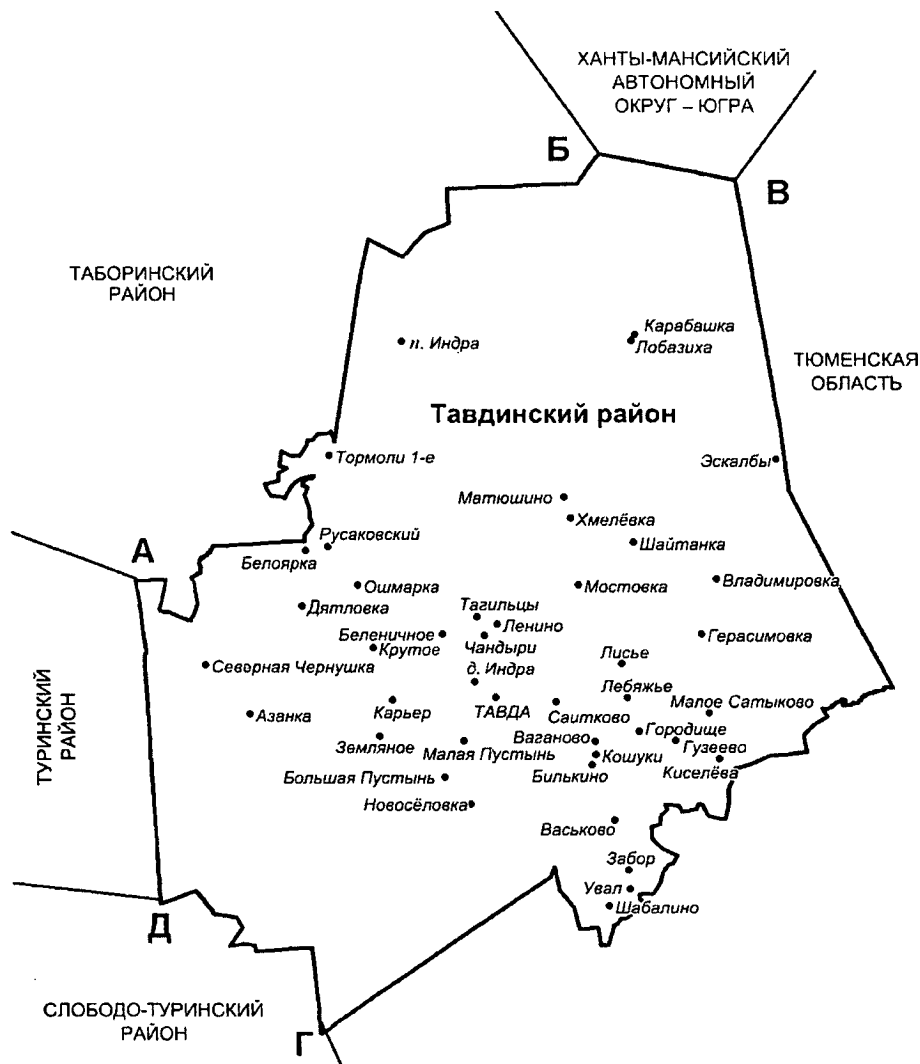 ХАНТЫ-МАНСИЙСКИЙ
АВТОНОМНЫЙ
ОКРУГ – ЮГРА
Б
В
ТАБОРИНСКИЙ
РАЙОН
п. Индра
Карабашка
Лобазиха
ТЮМЕНСКАЯ
ОБЛАСТЬ
Тавдинский район
Тормоли 1-е
Эскалбы
Матюшино
Хмелёвка
Русаковский
Шайтанка
А
Белоярка
Ошмарка
Мостовка
Владимировка
Дятловка
Тагильцы
Ленино
Беленичное
Герасимовка
Крутое
Чандыри
Лисье
Северная Чернушка
д. Индра
Лебяжье
Азанка
Карьер
ТАВДА
Саитково
Малое Сатыково
ТУРИНСКИЙ
РАЙОН
Земляное
Малая Пустынь
Ваганово
Городище
Гузеево
Кошуки
Киселёва
Большая Пустынь
Билькино
Новосёловка
Васьково
Забор
Увал
Шабалино
Д
СЛОБОДО-ТУРИНСКИЙ
РАЙОН
Г